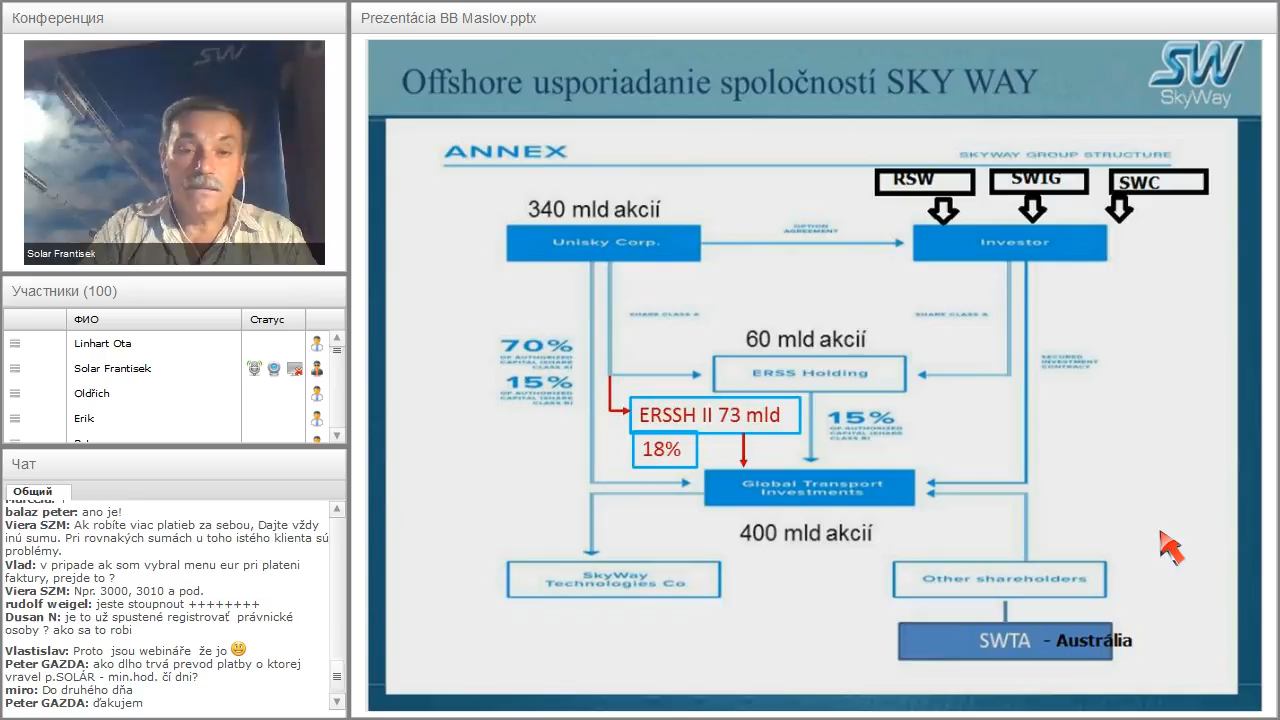 Конференция
Solar Frantisek
Участники (100)
ФИО
Статус
Linhart Ota
Solar Frantisek
Oldřich
Erik
Чат
Общий
balaz peter: ano
Viera SZM: Ak robíte viac platieb za sebou, Dajte vždy
inú sumu. Pri rovnakých sumách u toho istého klienta sú
problémy.
Vlad: v pripade ak som vybral menu eur pri plateni
faktury, prejde to ?
Viera SZM: Nar. 500, 501,502
rudolf weigel: ješte stoupnout ++++++++
Dusan N: je to už spustené registrovať právnické
osoby ? ako sa to robi
Vlastislav: Proto jsou webináře že jo
Peter GAZDA: ako dlho trvá prevod platby o ktorej
vravel p.SOLÁR ? min.hod. čí dni?
miro: Do druhého dňa
Peter GAZDA: ďakujem
Prezentácia BB Maslov.pptx
Offshore usporiadanie spoločností SKY WAY
SW
SkyWay
ANNEX
SKYWAY GROUP STRUCTURE
RSW
SWIG
SWC
340 mld akcií
Unisky Corp.
OPTION
AGREEMENT
Investor
SHARE CLASS A
SHARE CLASS A
70%
OF AUTHORIZED
CAPITAL (SHARE
CLASS A)
15%
OF AUTHORIZED
CAPITAL (SHARE
CLASS B)
60 mld akcií
ERSS Holding
SECURED
INVESTMENT
CONTRACT
ERSSH II 73 mld
18%
15%
OF AUTHORIZED
CAPITAL (SHARE
CLASS B)
Global Transport
Investments
400 mld akcií
SkyWay
Technologies Co
Other shareholders
SWTA - Austrália